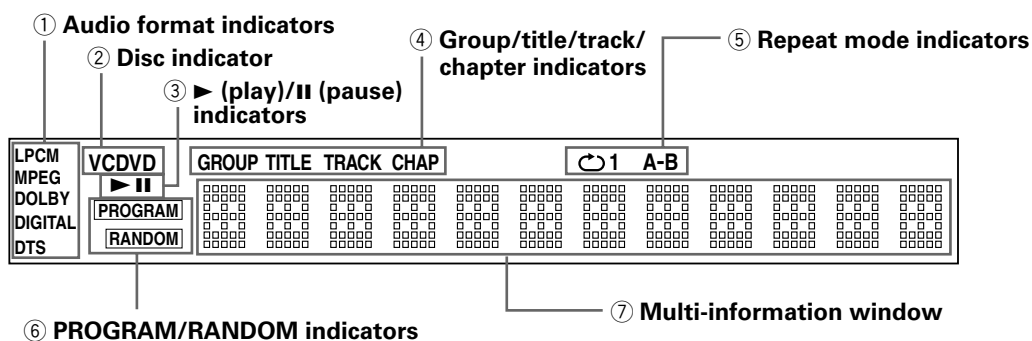 ① Audio format indicators
② Disc indicator
③ ► (play)/II (pause)
indicators
④ Group/title/track/
chapter indicators
⑤ Repeat mode indicators
LPCM
MPEG
DOLBY
DIGITAL
DTS
VCDVD
PROGRAM
RANDOM
GROUP TITLE TRACK CHAP
1 A-B
⑥ PROGRAM/RANDOM indicators
⑦ Multi-information window